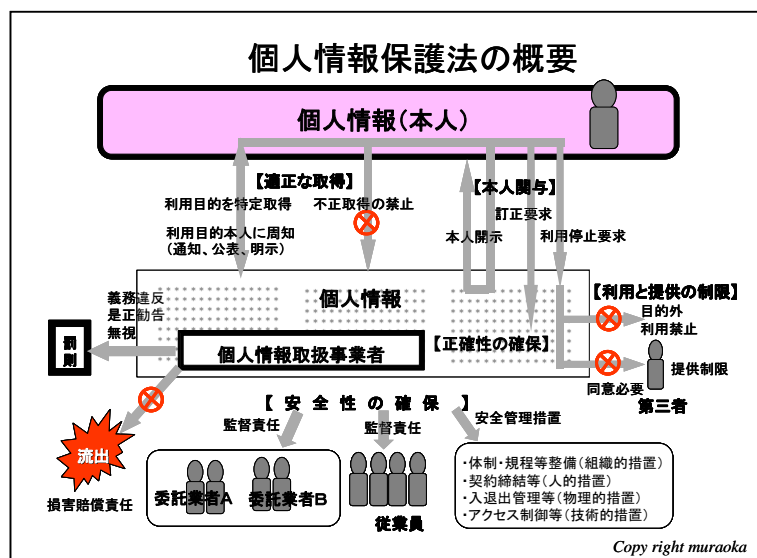 個人情報保護法の概要
個人情報(本人)
【適正な取得】
【本人関与】
利用目的を特定取得
不正取得の禁止
訂正要求
利用目的本人に周知
(通知、公表、明示)
本人開示
利用停止要求
義務違反
是正勧告
無視
個人情報
【利用と提供の制限】
目的外
利用禁止
罰則
個人情報取扱事業者
【正確性の確保】
提供制限
同意必要
第三者
【 安 全 性 の 確 保 】
監督責任
監督責任
安全管理措置
流出
損害賠償責任
委託業者A
委託業者B
従業員
・体制・規程等整備(組織的措置)
・契約締結等(人的措置)
・入退出管理等(物理的措置)
・アクセス制御等(技術的措置)
Copy right muraoka